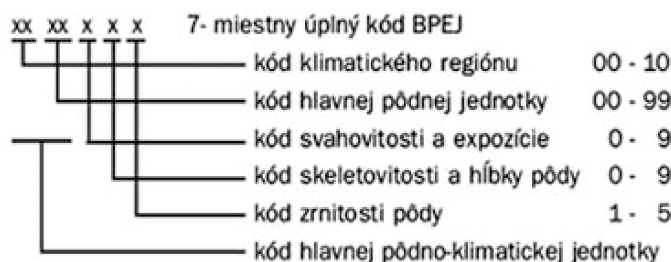 xx xx x x x 7- miestny úplný kód BPEJ
kód klimatického regiónu 00 - 10
kód hlavnej pôdnej jednotky 00 - 99
kód svahovitosti a expozície 0 - 9
kód skeletovitosti a hĺbky pôdy 0 - 9
kód zrnitosti pôdy 1 - 5
kód hlavnej pôdno-klimatickej jednotky